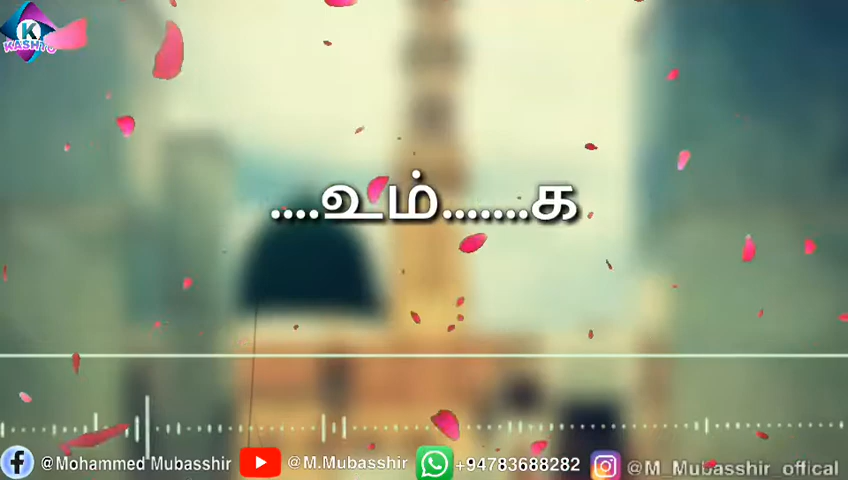 K
KASHTU
....உம்.......க
@Mohammed Mubasshir @M.Mubasshir +94783688282 @M_Mubasshir_offical